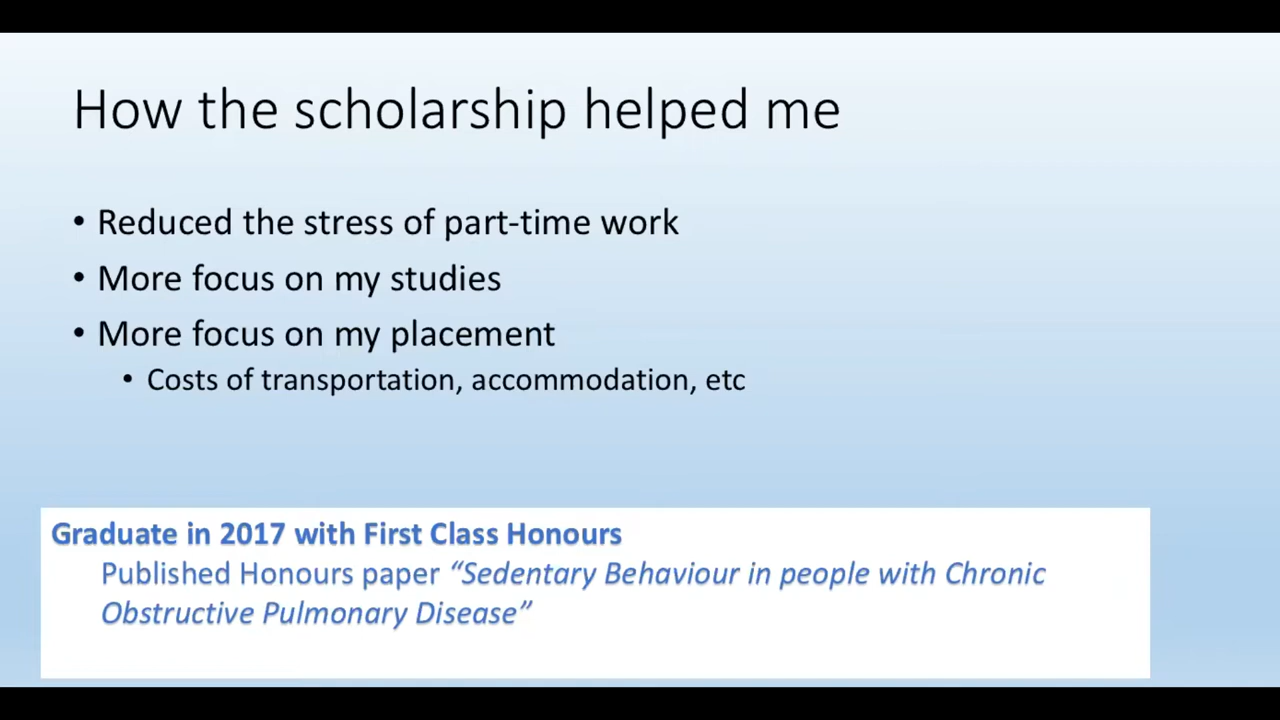 How the scholarship helped me
• Reduced the stress of part-time work
• More focus on my studies
• More focus on my placement
• Costs of transportation, accommodation, etc
Graduate in 2017 with First Class Honours
Published Honours paper “Sedentary Behaviour in people with Chronic
Obstructive Pulmonary Disease”